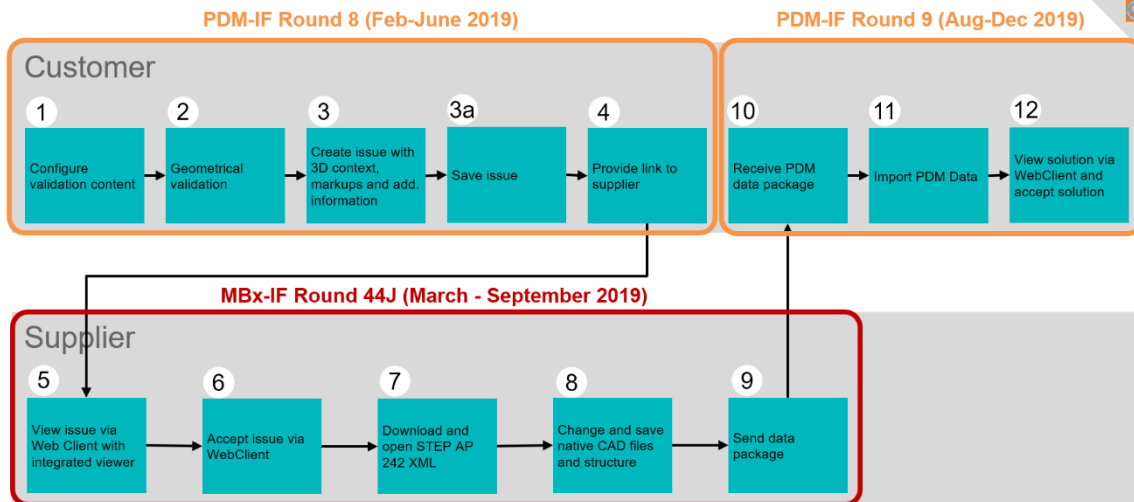 PDM-IF Round 8 (Feb-June 2019)
PDM-IF Round 9 (Aug-Dec 2019)
Customer
1
Configure
validation content
2
Geometrical
validation
3
Create issue with
3D context,
markups and add.
information
3a
Save issue
4
Provide link to
supplier
10
Receive PDM
data package
11
Import PDM Data
12
View solution via
WebClient and
accept solution
MBx-IF Round 44J (March - September 2019)
Supplier
5
View issue via
Web Client with
integrated viewer
6
Accept issue via
WebClient
7
Download and
open STEP AP
242 XML
8
Change and save
native CAD files
and structure
9
Send data
package